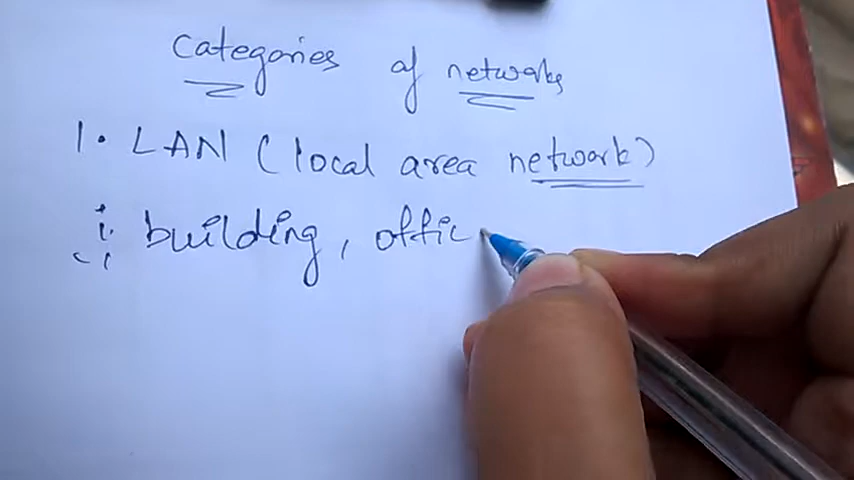 Categories of networks
1. LAN (local area network)
i. building, offic